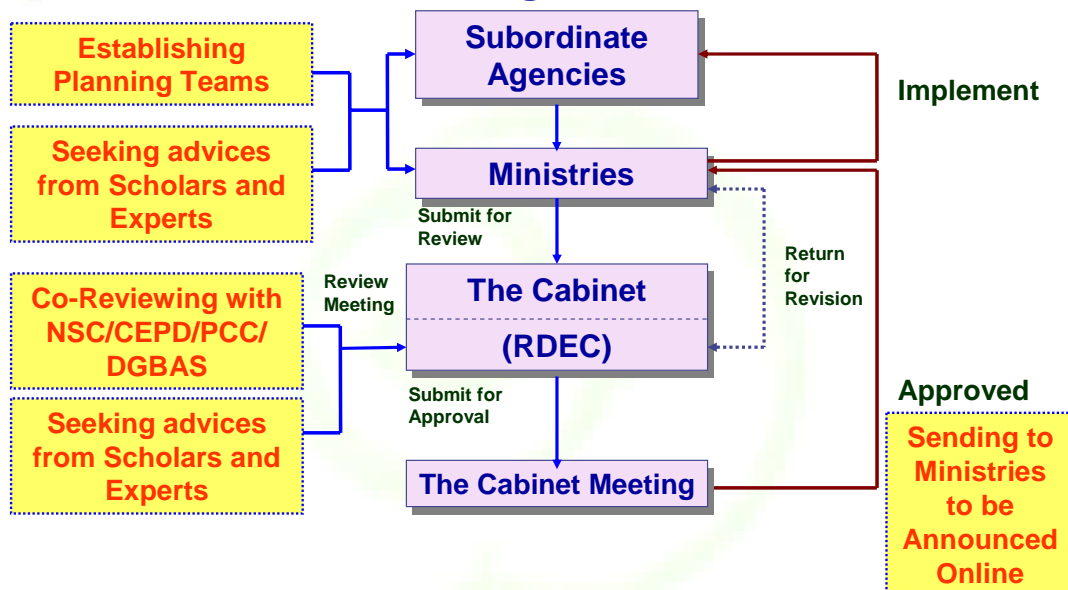 Establishing
Planning Teams
Subordinate
Agencies
Implement
Seeking advices
from Scholars and
Experts
Ministries
Submit for
Review
Return
for
Revision
Co-Reviewing with
NSC/CEPD/PCC/
DGBAS
Review
Meeting
The Cabinet
(RDEC)
Submit for
Approval
Seeking advices
from Scholars and
Experts
The Cabinet Meeting
Approved
Sending to
Ministries
to be
Announced
Online